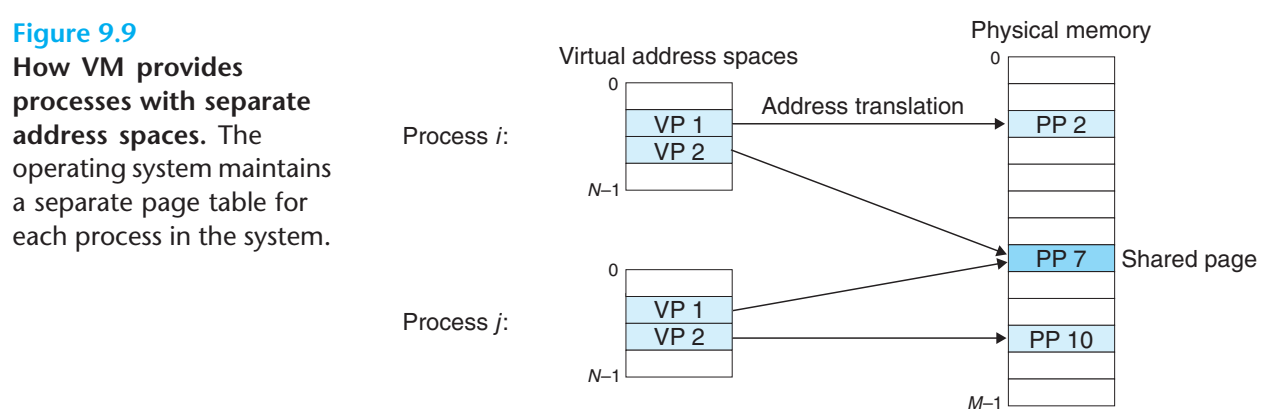 Figure 9.9
How VM provides
processes with separate
address spaces. The
operating system maintains
a separate page table for
each process in the system.
Physical memory
Virtual address spaces
0
0
Address translation
Process i:
VP 1
PP 2
VP 2
N–1
PP 7
Shared page
0
Process j:
VP 1
VP 2
PP 10
N–1
M–1